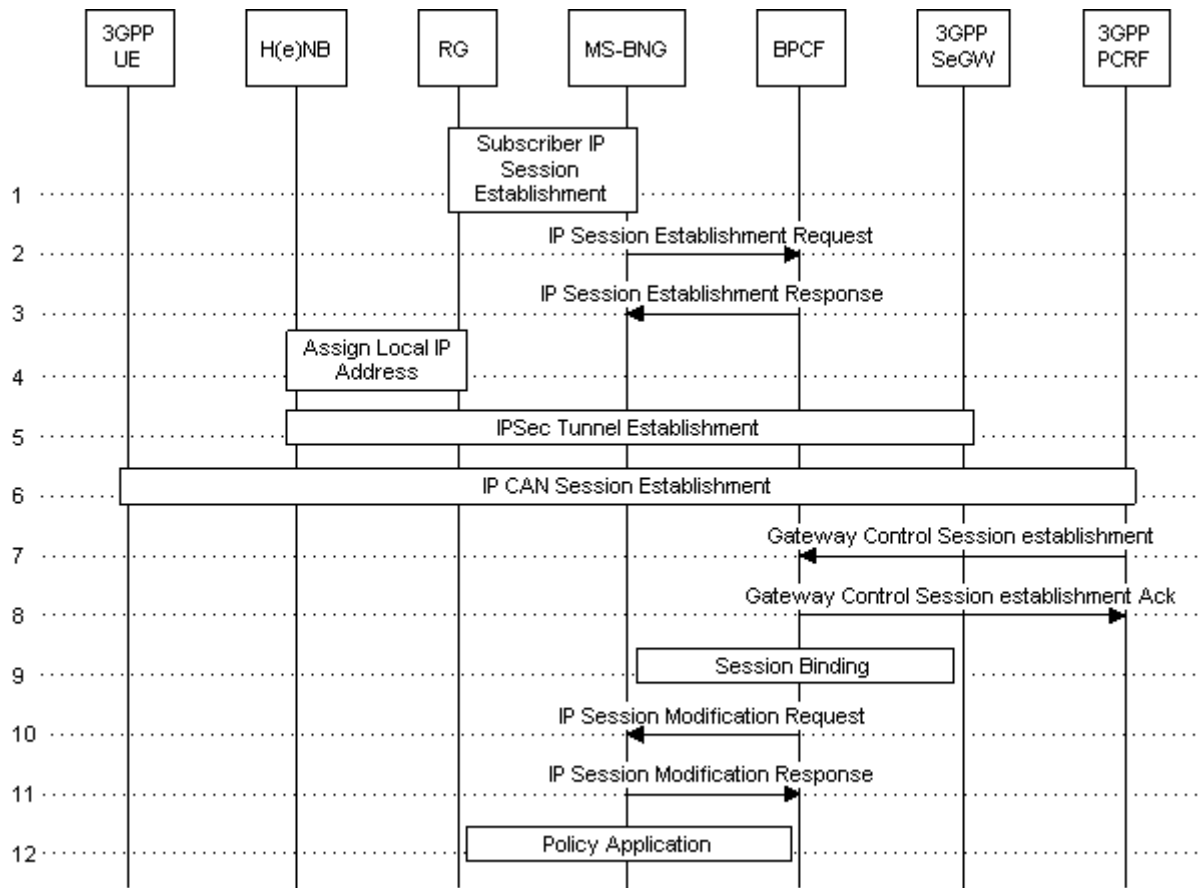 3GPP
UE
H(e)NB
RG
MS-BNG
BPCF
3GPP
SeGW
3GPP
PCRF
Subscriber IP
Session
Establishment
1
IP Session Establishment Request
2
IP Session Establishment Response
3
Assign Local IP
Address
4
IPSec Tunnel Establishment
5
IP CAN Session Establishment
6
Gateway Control Session establishment
7
Gateway Control Session establishment Ack
8
Session Binding
9
IP Session Modification Request
10
IP Session Modification Response
11
Policy Application
12